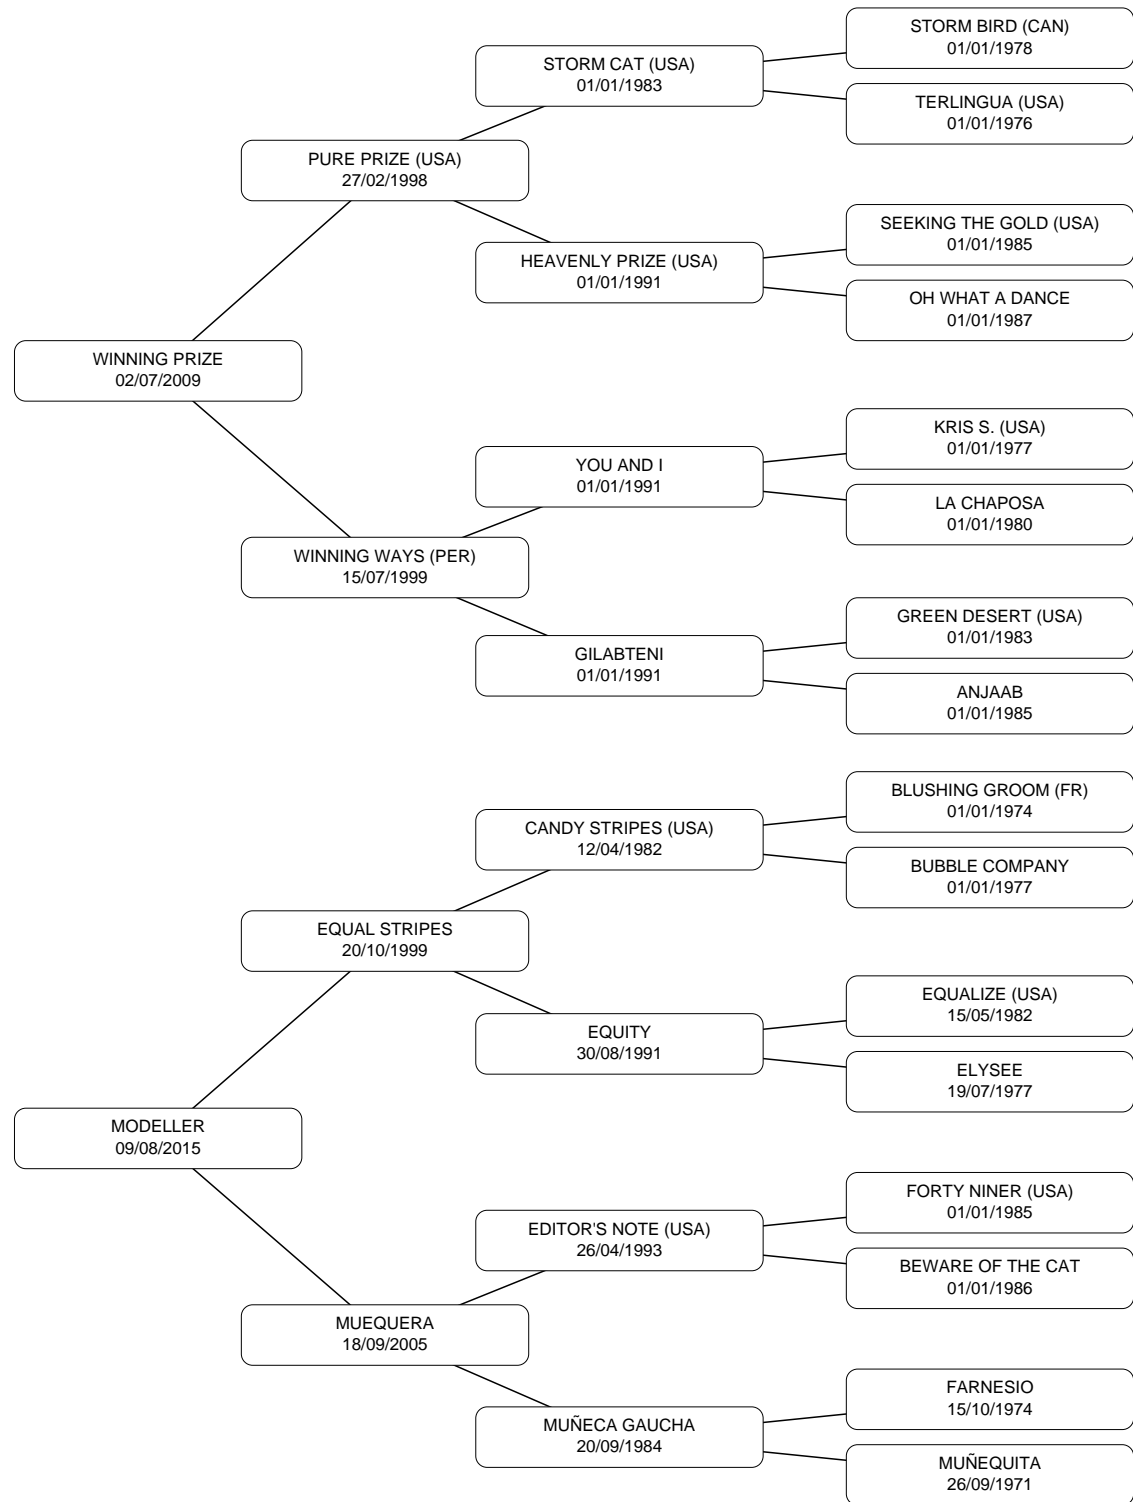 STORM BIRD (CAN)
01/01/1978
STORM CAT (USA)
01/01/1983
TERLINGUA (USA)
01/01/1976
PURE PRIZE (USA)
27/02/1998
SEEKING THE GOLD (USA)
01/01/1985
HEAVENLY PRIZE (USA)
01/01/1991
OH WHAT A DANCE
01/01/1987
WINNING PRIZE
02/07/2009
KRIS S. (USA)
01/01/1977
YOU AND I
01/01/1991
LA CHAPOSA
01/01/1980
WINNING WAYS (PER)
15/07/1999
GREEN DESERT (USA)
01/01/1983
GILABTENI
01/01/1991
ANJAAB
01/01/1985
BLUSHING GROOM (FR)
01/01/1974
CANDY STRIPES (USA)
12/04/1982
BUBBLE COMPANY
01/01/1977
EQUAL STRIPES
20/10/1999
EQUALIZE (USA)
15/05/1982
EQUITY
30/08/1991
ELYSEE
19/07/1977
MODELLER
09/08/2015
FORTY NINER (USA)
01/01/1985
EDITOR'S NOTE (USA)
26/04/1993
BEWARE OF THE CAT
01/01/1986
MUEQUERA
18/09/2005
FARNESIO
15/10/1974
MUÑECA GAUCHA
20/09/1984
MUÑEQUITA
26/09/1971